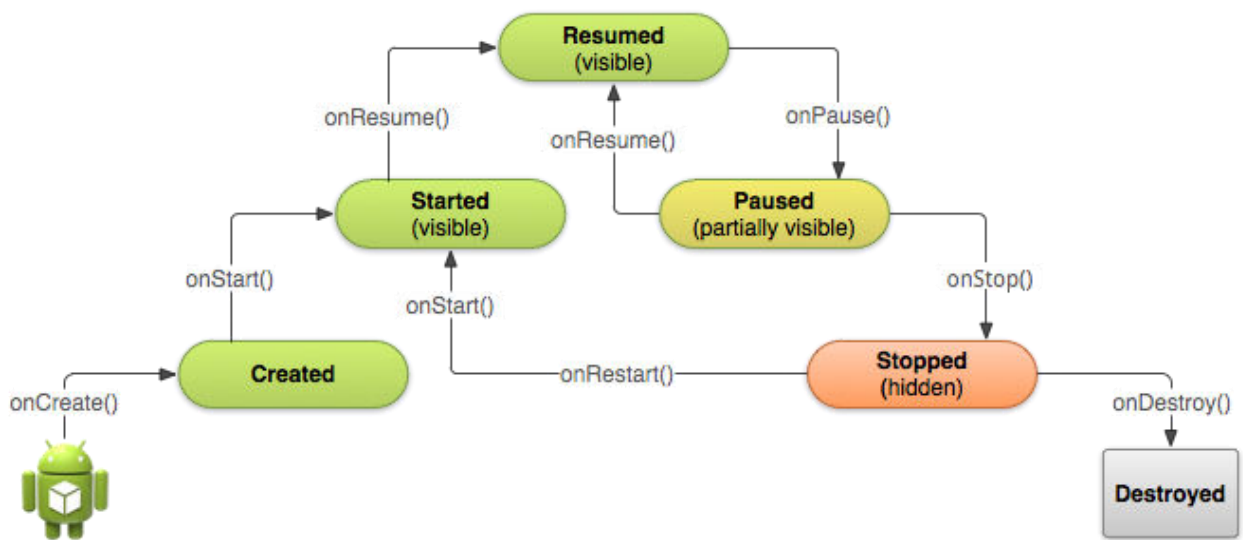 Resumed
(visible)
onResume()
onResume()
onPause()
Started
(visible)
Paused
(partially visible)
onStart()
onStart()
onStop()
Created
onRestart()
Stopped
(hidden)
onCreate()
onDestroy()
Destroyed